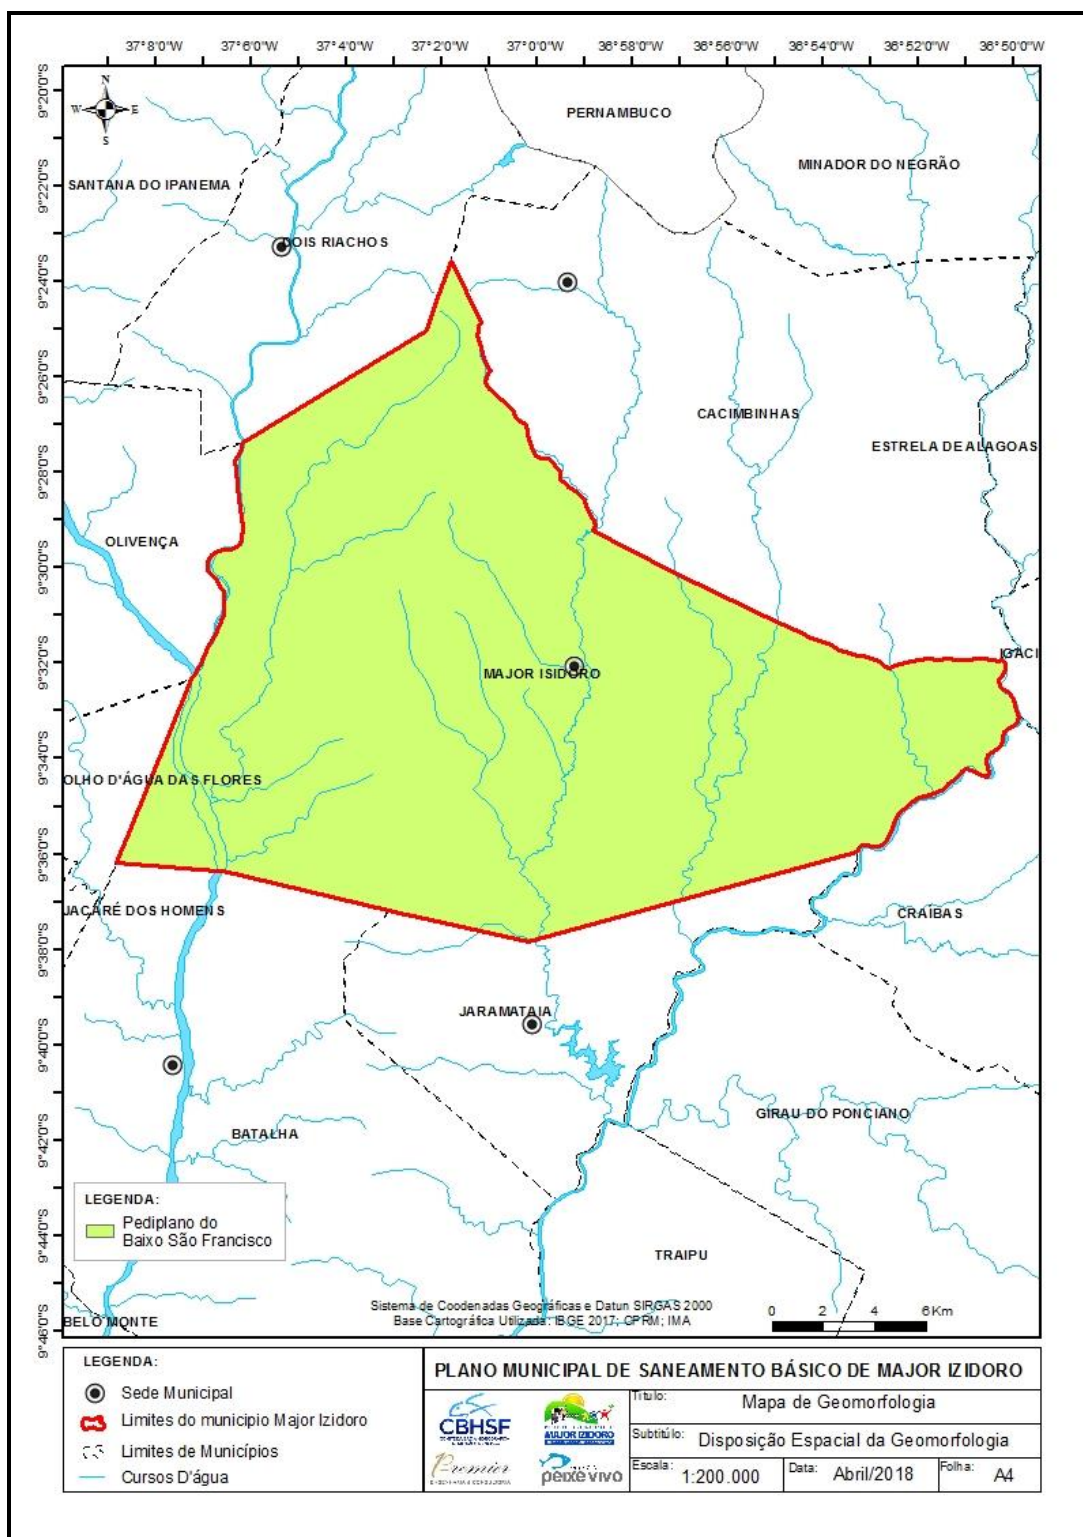 37°8'0"W 37°6'0"W 37°4'0"W 37°2'0"W 37°0'0"W 36°58'0"W 36°56'0"W 36°54'0"W 36°52'0"W 36°50'0"W
9°20'0"S
9°22'0"S
9°24'0"S
9°26'0"S
9°28'0"S
9°30'0"S
9°32'0"S
9°34'0"S
9°36'0"S
9°38'0"S
9°40'0"S
9°42'0"S
9°44'0"S
9°46'0"S
N
W E
S
PERNAMBUCO
MINADOR DO NEGRÃO
SANTANA DO IPANEMA
DOIS RIACHOS
CACIMBINHAS
ESTRELA DE ALAGOAS
OLIVENÇA
IGACI
MAJOR ISIDORO
OLHO D'ÁGUA DAS FLORES
JACARÉ DOS HOMENS
CRAÍBAS
JARAMATAIA
GIRAU DO PONCIANO
BATALHA
TRAIPU
BELO MONTE
LEGENDA:
Pediplano do
Baixo São Francisco
Sistema de Coodenadas Geográficas e Datun SIRGAS 2000
Base Cartográfica Utilizada: IBGE 2017; CPRM; IMA
0 2 4 6Km
LEGENDA:
Sede Municipal
Limites do municipio Major Izidoro
Limites de Municípios
Cursos D'água
PLANO MUNICIPAL DE SANEAMENTO BÁSICO DE MAJOR IZIDORO
CBHSF
MAJOR IZIDORO
Premier
peixe vivo
Título: Mapa de Geomorfologia
Subtitúlo: Disposição Espacial da Geomorfologia
Escala: 1:200.000
Data: Abril/2018
Folha: A4